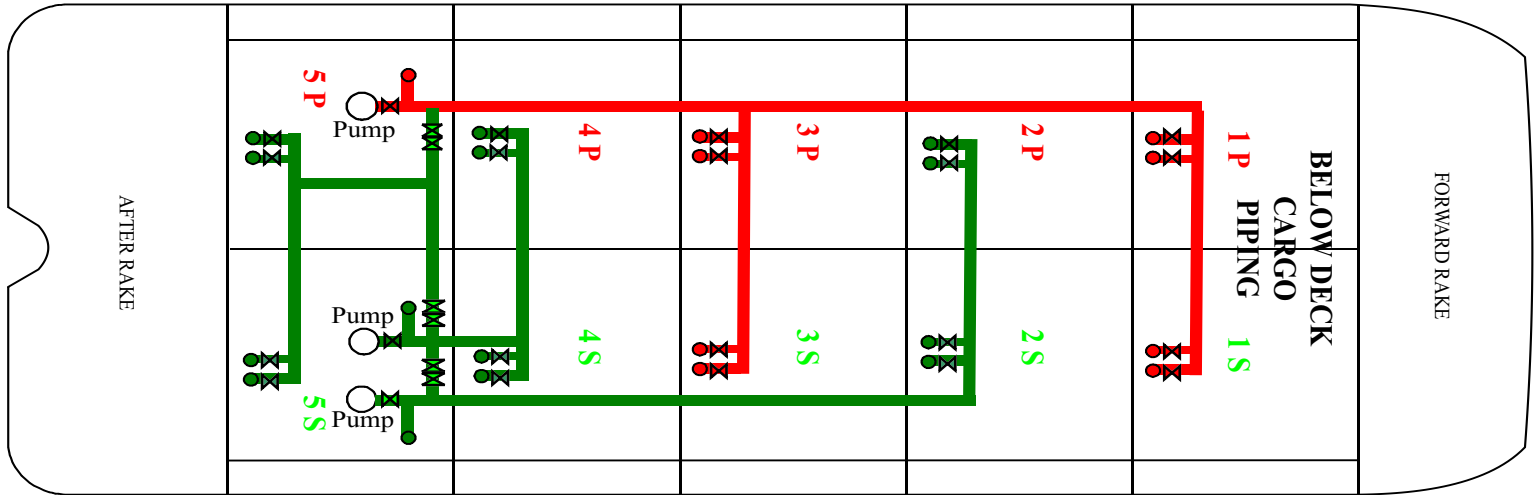 BELOW DECK
CARGO
PIPING
FORWARD RAKE
AFTER RAKE
5 P
4 P
3 P
2 P
1 P
5 S
4 S
3 S
2 S
1 S
Pump
Pump
Pump